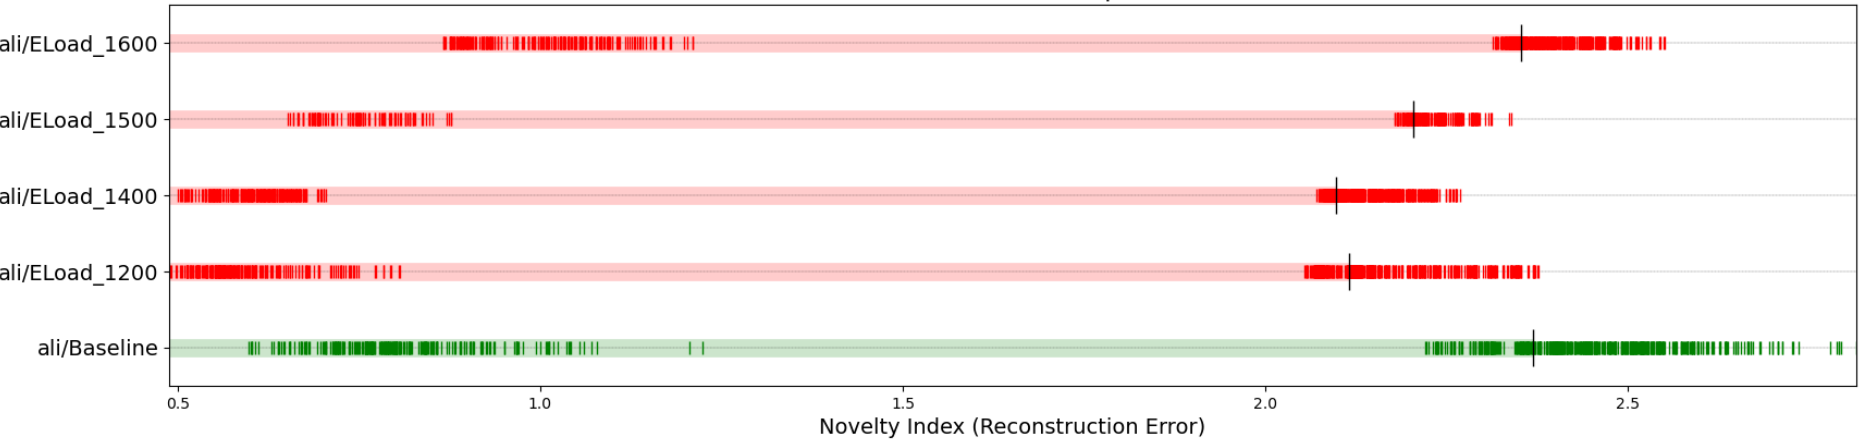 ali/ELoad_1600
ali/ELoad_1500
ali/ELoad_1400
ali/ELoad_1200
ali/Baseline
0.5 1.0 1.5 2.0 2.5
Novelty Index (Reconstruction Error)